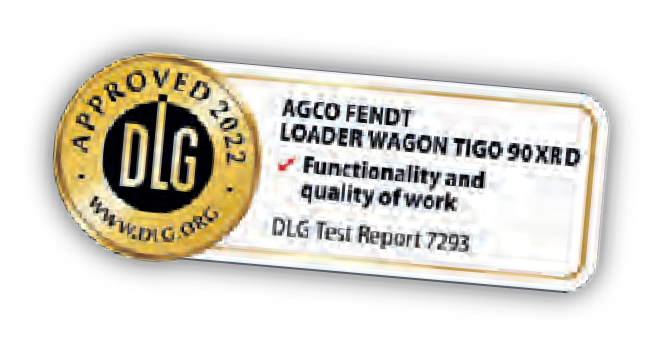 APPROVED 2022
DLG
WWW.DLG.ORG
AGCO FENDT
LOADER WAGON TIGO 90 XR D
✓ Functionality and
quality of work
DLG Test Report 7293